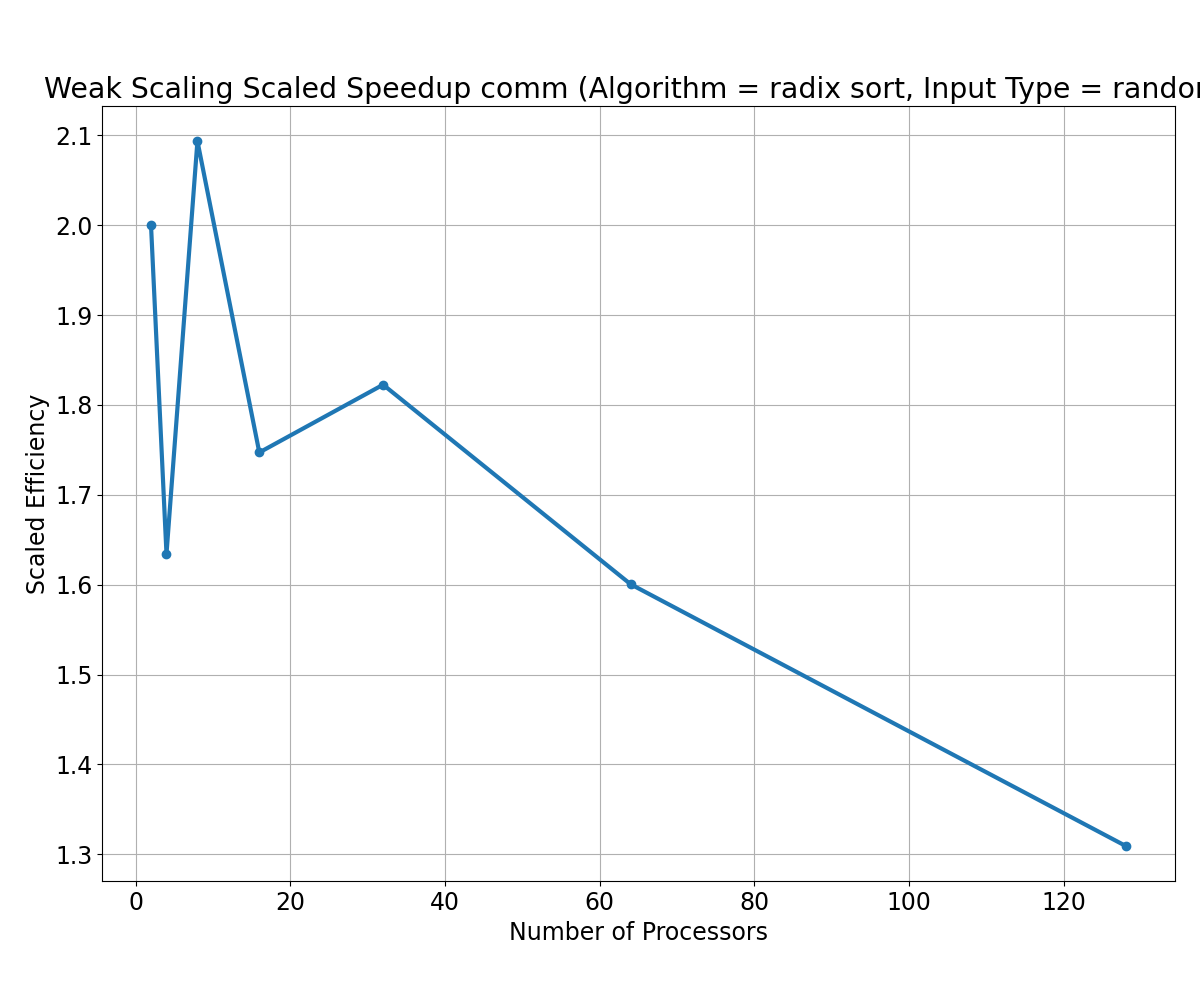 Weak Scaling Scaled Speedup comm (Algorithm = radix sort, Input Type = rando
2.1
2.0
1.9
1.8
1.7
1.6
1.5
1.4
1.3
Scaled Efficiency
0 20 40 60 80 100 120
Number of Processors